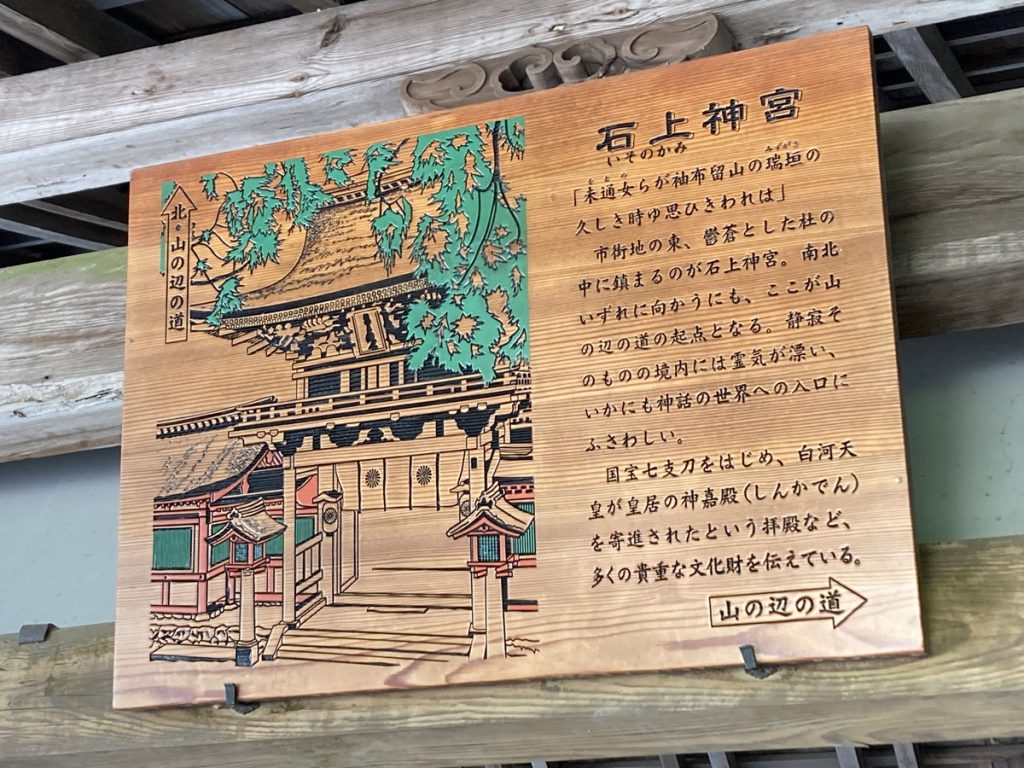 石上神宮
いそのかみ
「未通女らが袖布留山の瑞垣の
久しき時ゆ思ひきわれは」
市街地の東、鬱蒼とした杜の
中に鎮まるのが石上神宮。南北
いずれに向かうにも、ここが山
の辺の道の起点となる。静寂そ
のものの境内には霊気が漂い、
いかにも神話の世界への入口に
ふさわしい。
国宝七支刀をはじめ、白河天
皇が皇居の神嘉殿（しんかでん）
を寄進されたという拝殿など、
多くの貴重な文化財を伝えている。
山の辺の道
北・山の辺の道